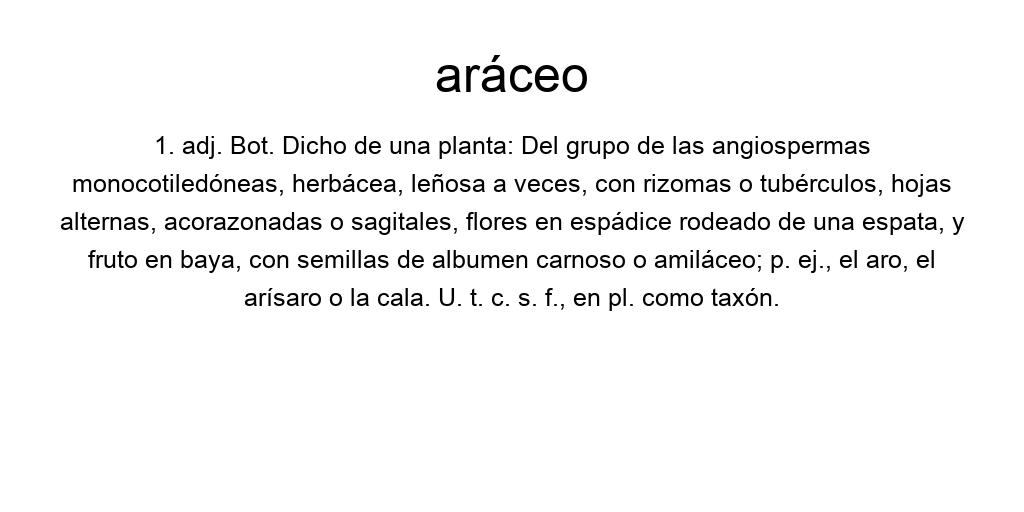 aráceo
1. adj. Bot. Dicho de una planta: Del grupo de las angiospermas
monocotiledóneas, herbácea, leñosa a veces, con rizomas o tubérculos, hojas
alternas, acorazonadas o sagitales, flores en espádice rodeado de una espata, y
fruto en baya, con semillas de albumen carnoso o amiláceo; p. ej., el aro, el
arísaro o la cala. U. t. c. s. f., en pl. como taxón.